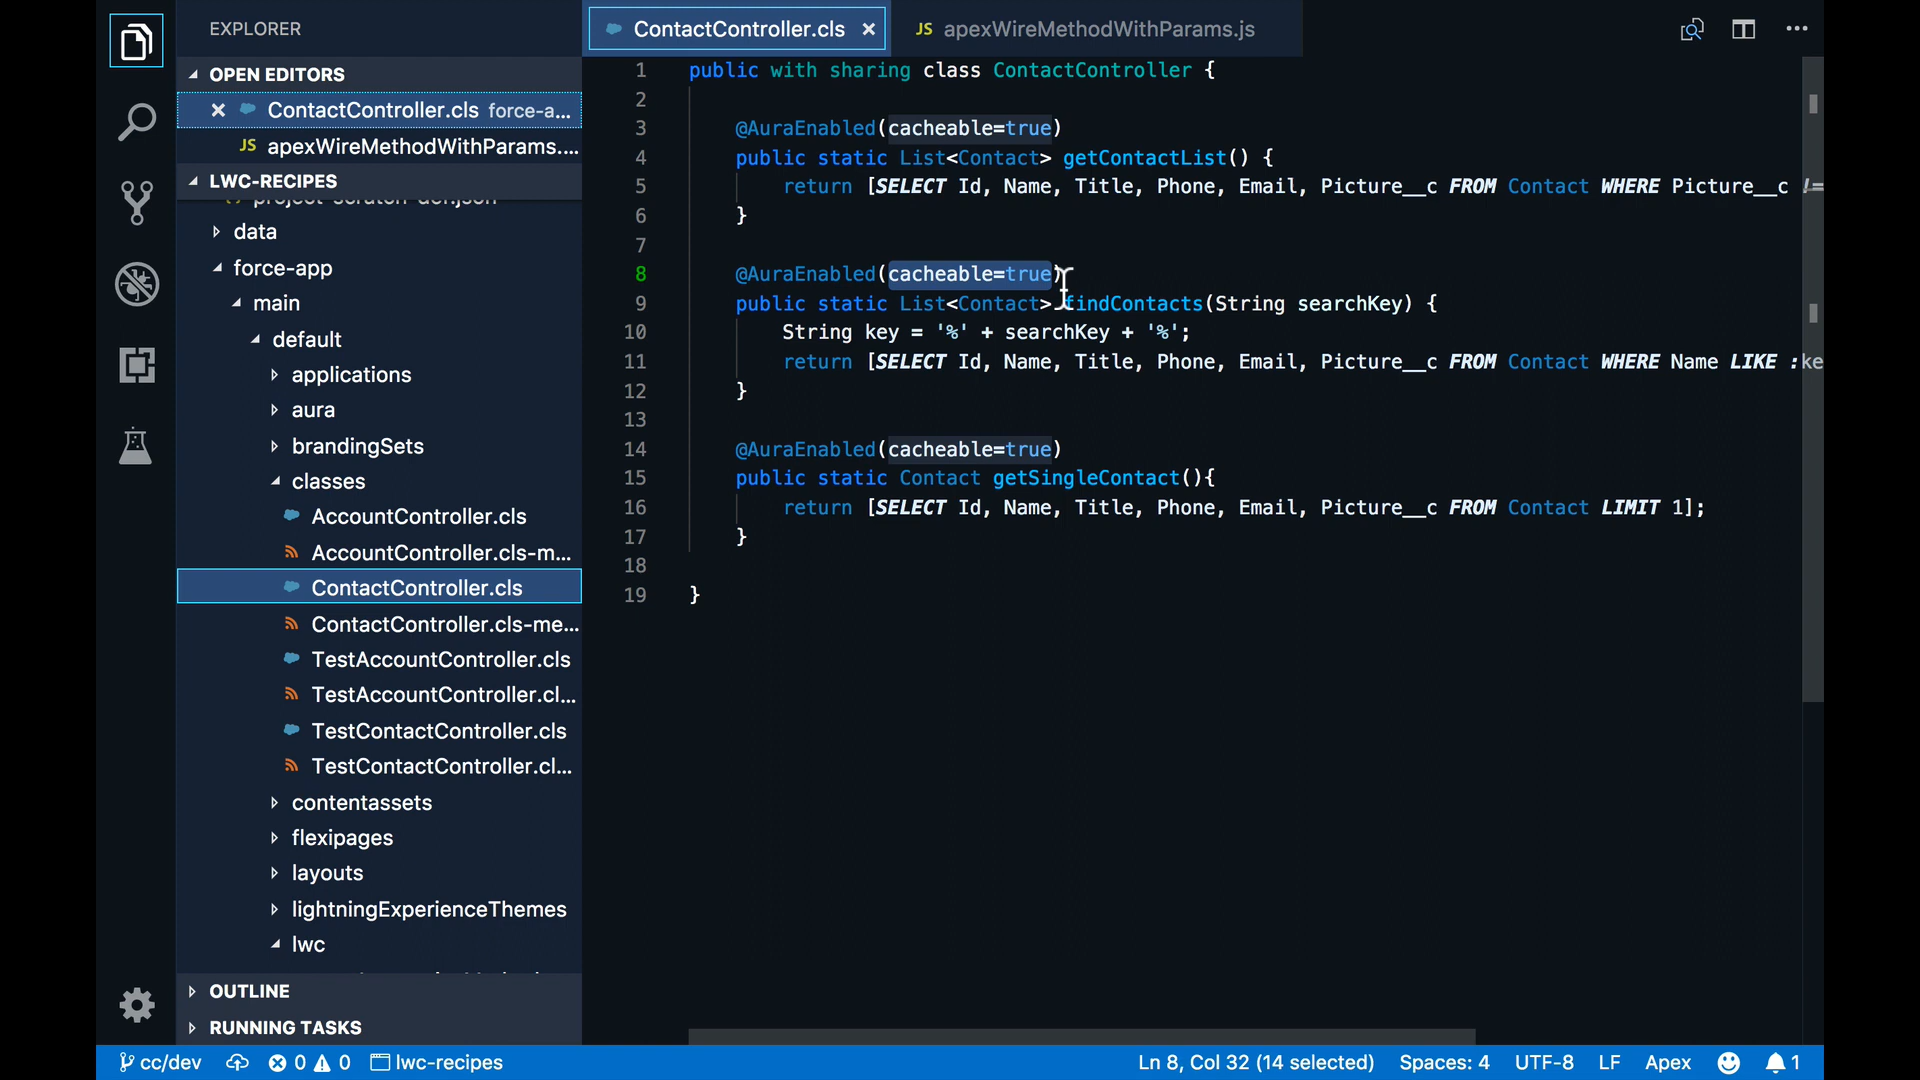 EXPLORER
OPEN EDITORS
ContactController.cls force-a...
JS apexWireMethodWithParams....
LWC-RECIPES
project-scratch-def.json
data
force-app
main
default
applications
aura
brandingSets
classes
AccountController.cls
AccountController.cls-m...
ContactController.cls
ContactController.cls-me...
TestAccountController.cls
TestAccountController.cl...
TestContactController.cls
TestContactController.cl...
contentassets
flexipages
layouts
lightningExperienceThemes
lwc
OUTLINE
RUNNING TASKS
ContactController.cls
JS apexWireMethodWithParams.js
1 public with sharing class ContactController {
2
3 @AuraEnabled(cacheable=true)
4 public static List<Contact> getContactList() {
5 return [SELECT Id, Name, Title, Phone, Email, Picture__c FROM Contact WHERE Picture__c !=
6 }
7
8 @AuraEnabled(cacheable=true)
9 public static List<Contact> findContacts(String searchKey) {
10 String key = '%' + searchKey + '%';
11 return [SELECT Id, Name, Title, Phone, Email, Picture__c FROM Contact WHERE Name LIKE :ke
12 }
13
14 @AuraEnabled(cacheable=true)
15 public static Contact getSingleContact(){
16 return [SELECT Id, Name, Title, Phone, Email, Picture__c FROM Contact LIMIT 1];
17 }
18
19 }
cc/dev 0 0 lwc-recipes Ln 8, Col 32 (14 selected) Spaces: 4 UTF-8 LF Apex 1